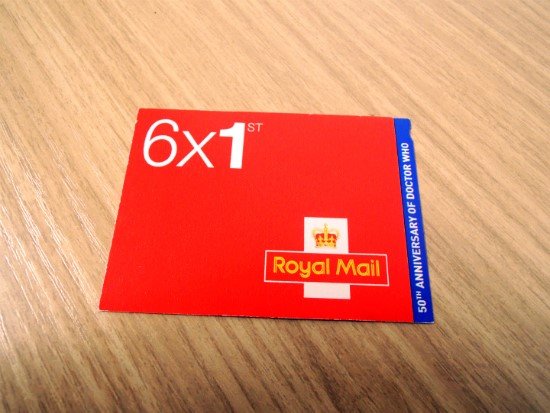 6x1ST
Royal Mail
50TH ANNIVERSARY OF DOCTOR WHO